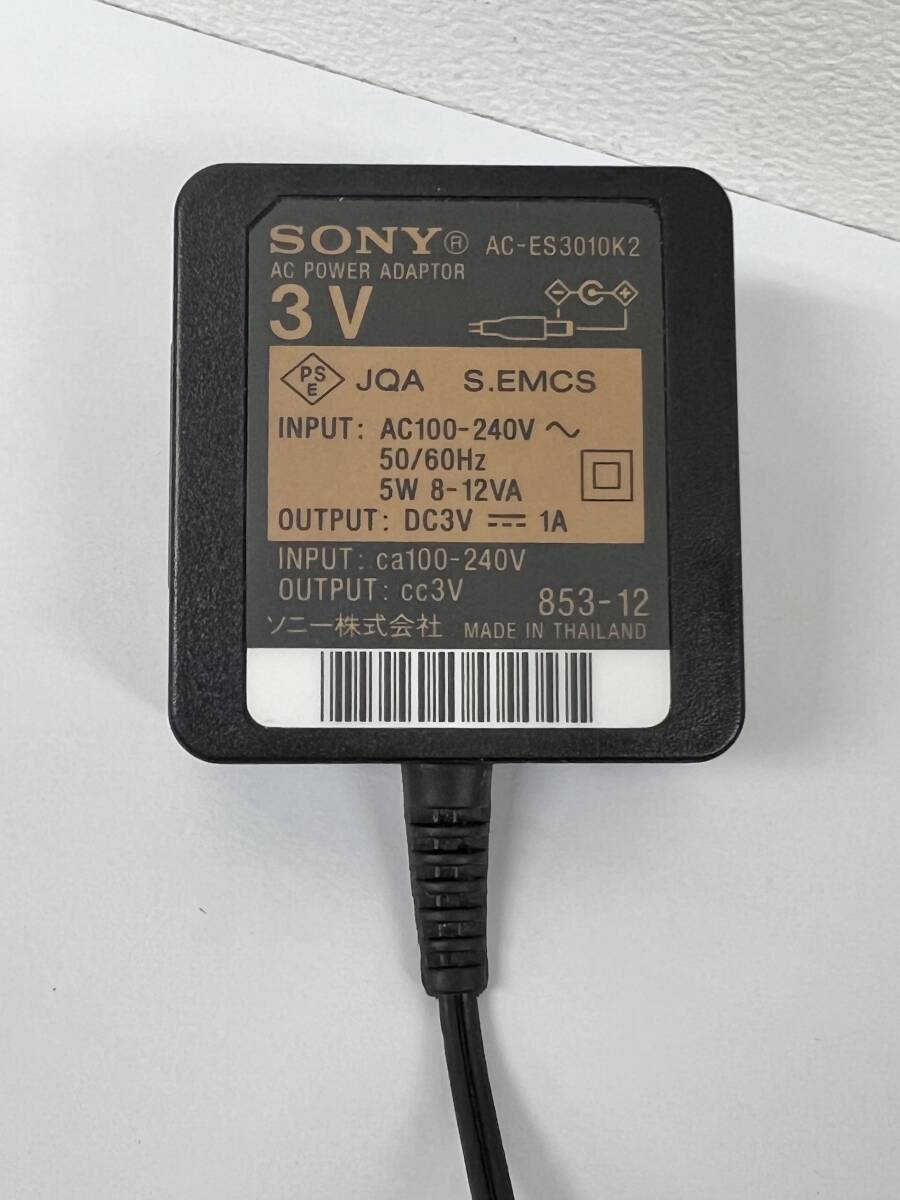 SONY® AC-ES3010K2
AC POWER ADAPTOR
3V
PSE JQA S.EMCS
INPUT: AC100-240V ~
50/60Hz
5W 8-12VA
OUTPUT: DC3V ⎓ 1A
INPUT: ca100-240V
OUTPUT: cc3V 853-12
ソニー株式会社 MADE IN THAILAND